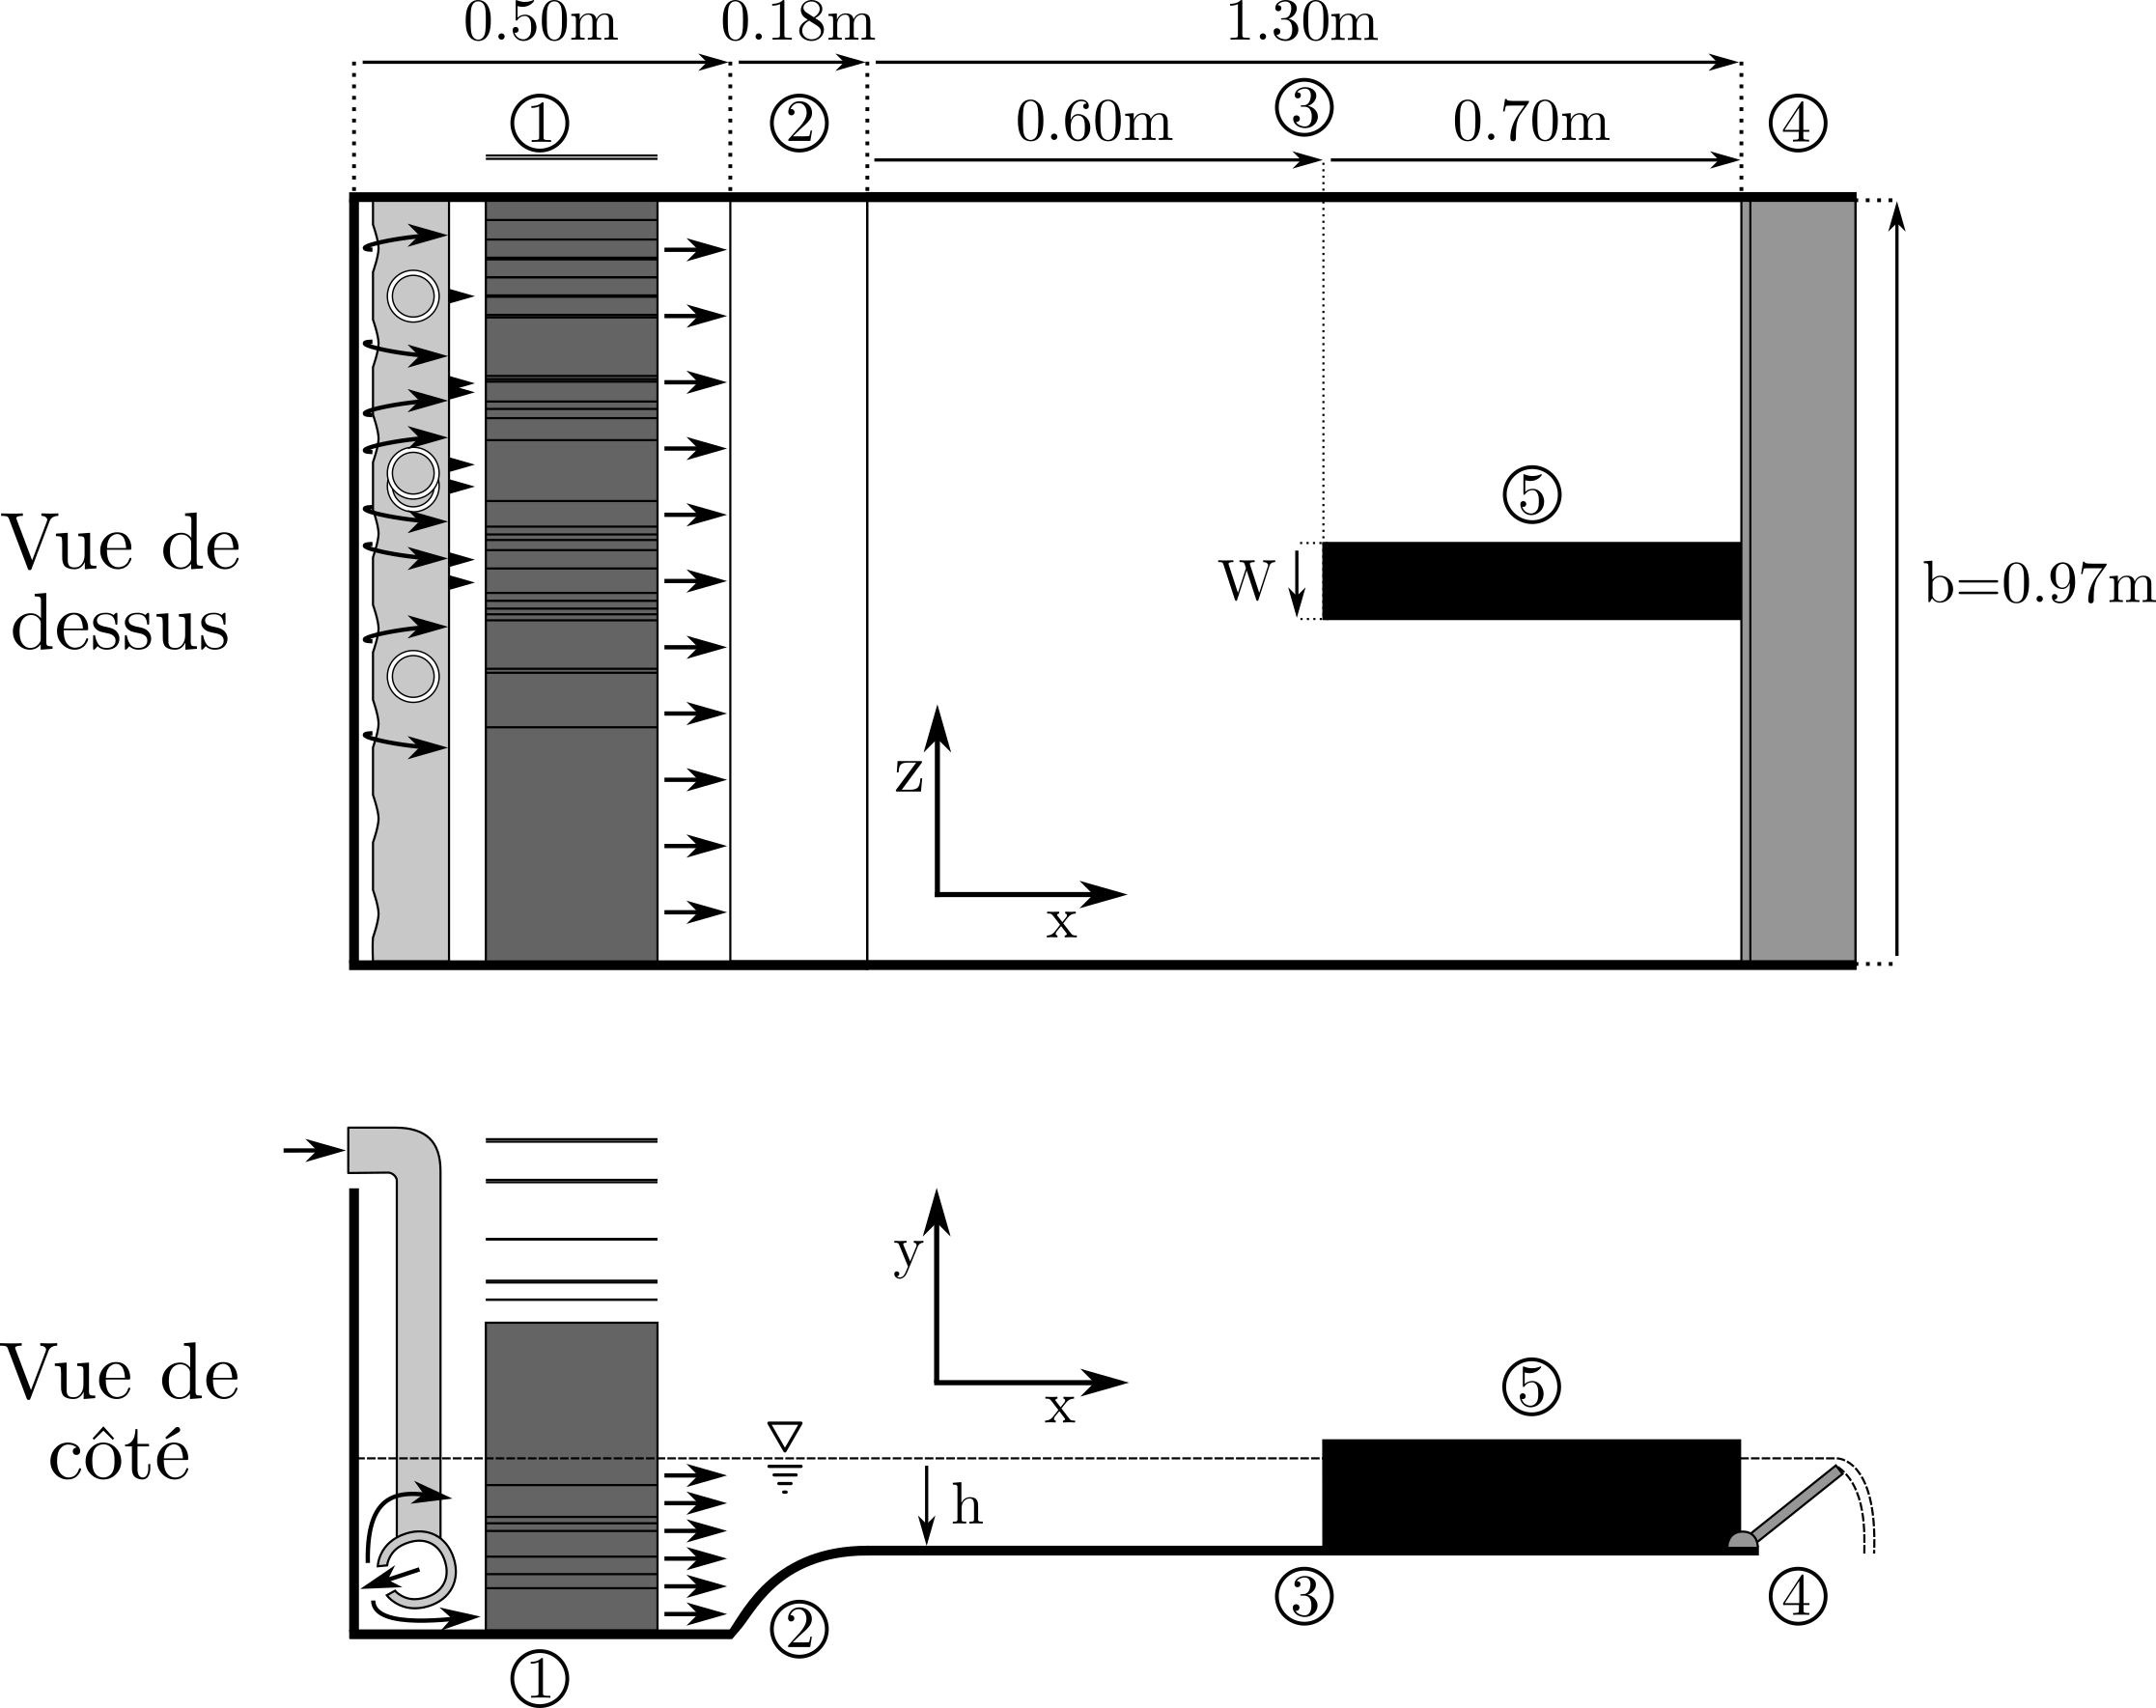 0.50m 0.18m 1.30m
① ② 0.60m ③ 0.70m ④
⑤
Vue de
dessus
W
b=0.97m
z
x
y
x
⑤
Vue de
côté
h
③ ④
②
①